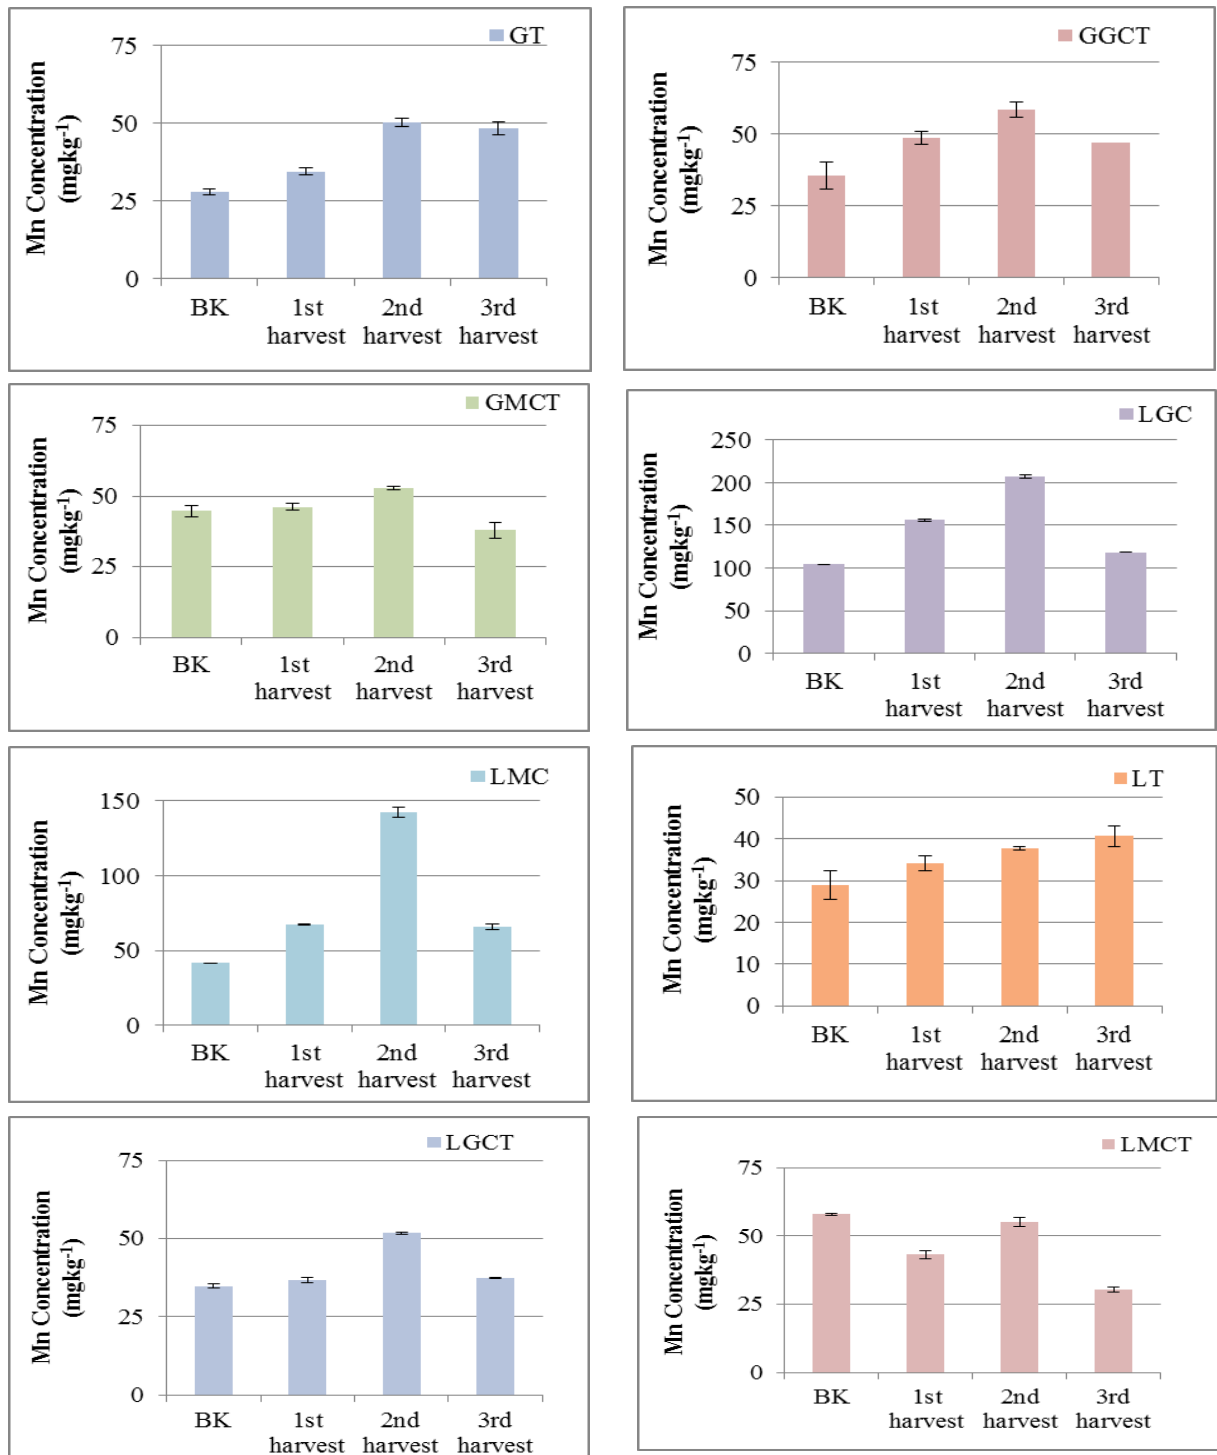 GT
Mn Concentration
(mgkg-1)
75
50
25
0
BK
1st
harvest
2nd
harvest
3rd
harvest
GGCT
Mn Concentration
(mgkg-1)
75
50
25
0
BK
1st
harvest
2nd
harvest
3rd
harvest
GMCT
Mn Concentration
(mgkg-1)
75
50
25
0
BK
1st
harvest
2nd
harvest
3rd
harvest
LGC
Mn Concentration
(mgkg-1)
250
200
150
100
50
0
BK
1st
harvest
2nd
harvest
3rd
harvest
LMC
Mn Concentration
(mgkg-1)
150
100
50
0
BK
1st
harvest
2nd
harvest
3rd
harvest
LT
Mn Concentration
(mgkg-1)
50
40
30
20
10
0
BK
1st
harvest
2nd
harvest
3rd
harvest
LGCT
Mn Concentration
(mgkg-1)
75
50
25
0
BK
1st
harvest
2nd
harvest
3rd
harvest
LMCT
Mn Concentration
(mgkg-1)
75
50
25
0
BK
1st
harvest
2nd
harvest
3rd
harvest